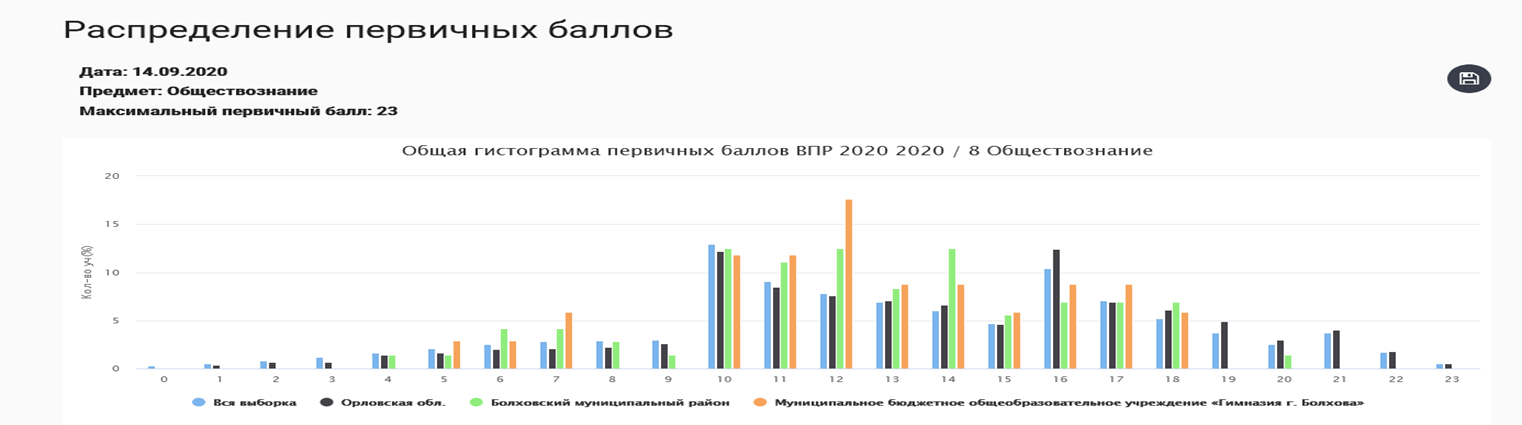 Распределение первичных баллов
Дата: 14.09.2020
Предмет: Обществознание
Максимальный первичный балл: 23
Общая гистограмма первичных баллов ВПР 2020 2020 / 8 Обществознание
Кол-во уч(%)
20
15
10
5
0
0 1 2 3 4 5 6 7 8 9 10 11 12 13 14 15 16 17 18 19 20 21 22 23
Вся выборка Орловская обл. Болховский муниципальный район Муниципальное бюджетное общеобразовательное учреждение «Гимназия г. Болхова»